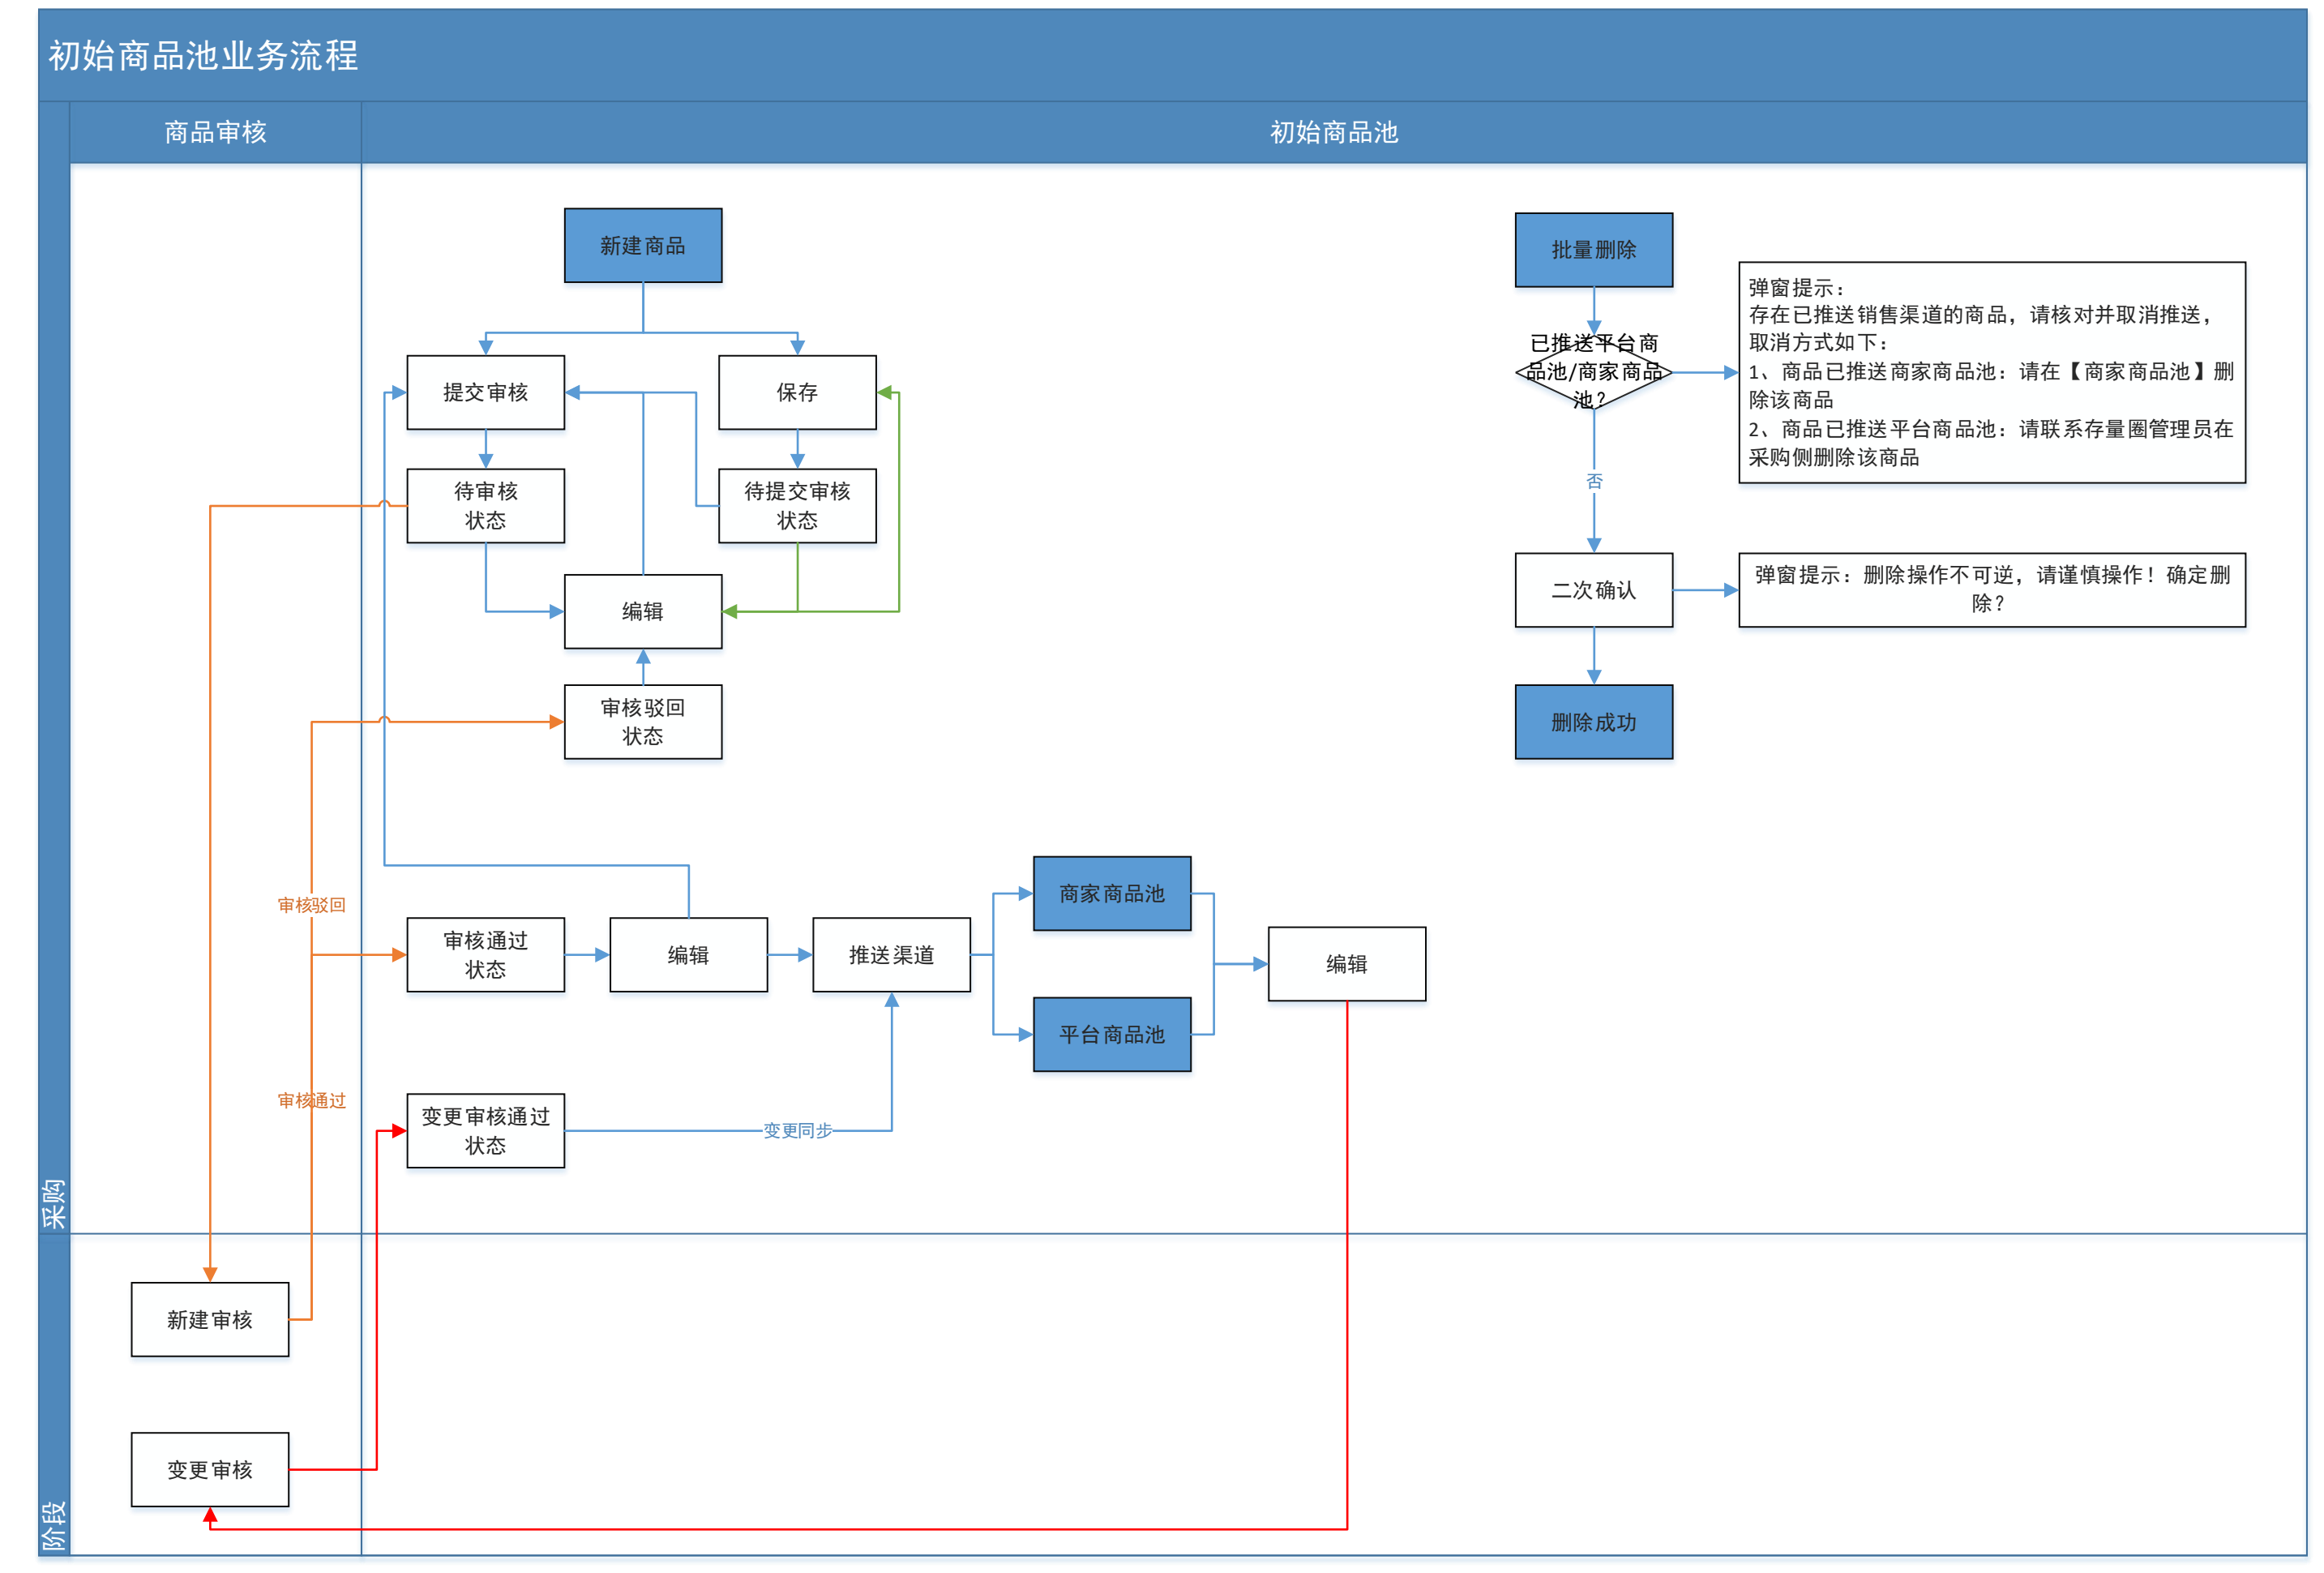 初始商品池业务流程
商品审核
初始商品池
新建商品
提交审核
保存
待审核
状态
待提交审核
状态
编辑
审核驳回
状态
批量删除
已推送平台商
品池/商家商品
池?
弹窗提示：
存在已推送销售渠道的商品，请核对并取消推送，
取消方式如下：
1、商品已推送商家商品池：请在【商家商品池】删
除该商品
2、商品已推送平台商品池：请联系存量圈管理员在
采购侧删除该商品
否
二次确认
弹窗提示：删除操作不可逆，请谨慎操作！确定删
除?
删除成功
审核驳回
审核通过
审核通过
状态
编辑
推送渠道
商家商品池
平台商品池
编辑
变更审核通过
状态
变更同步
采购
新建审核
变更审核
阶段